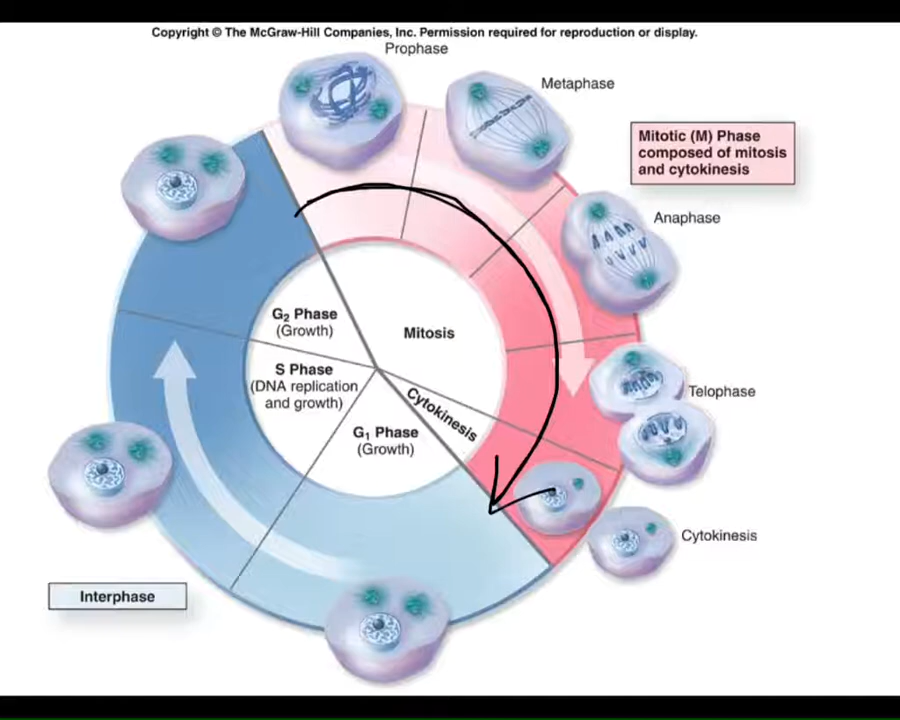 Copyright © The McGraw-Hill Companies, Inc. Permission required for reproduction or display.
Prophase
Metaphase
Mitotic (M) Phase
composed of mitosis
and cytokinesis
Anaphase
G₂ Phase
(Growth)
Mitosis
S Phase
(DNA replication
and growth)
Cytokinesis
G₁ Phase
(Growth)
Telophase
Cytokinesis
Interphase